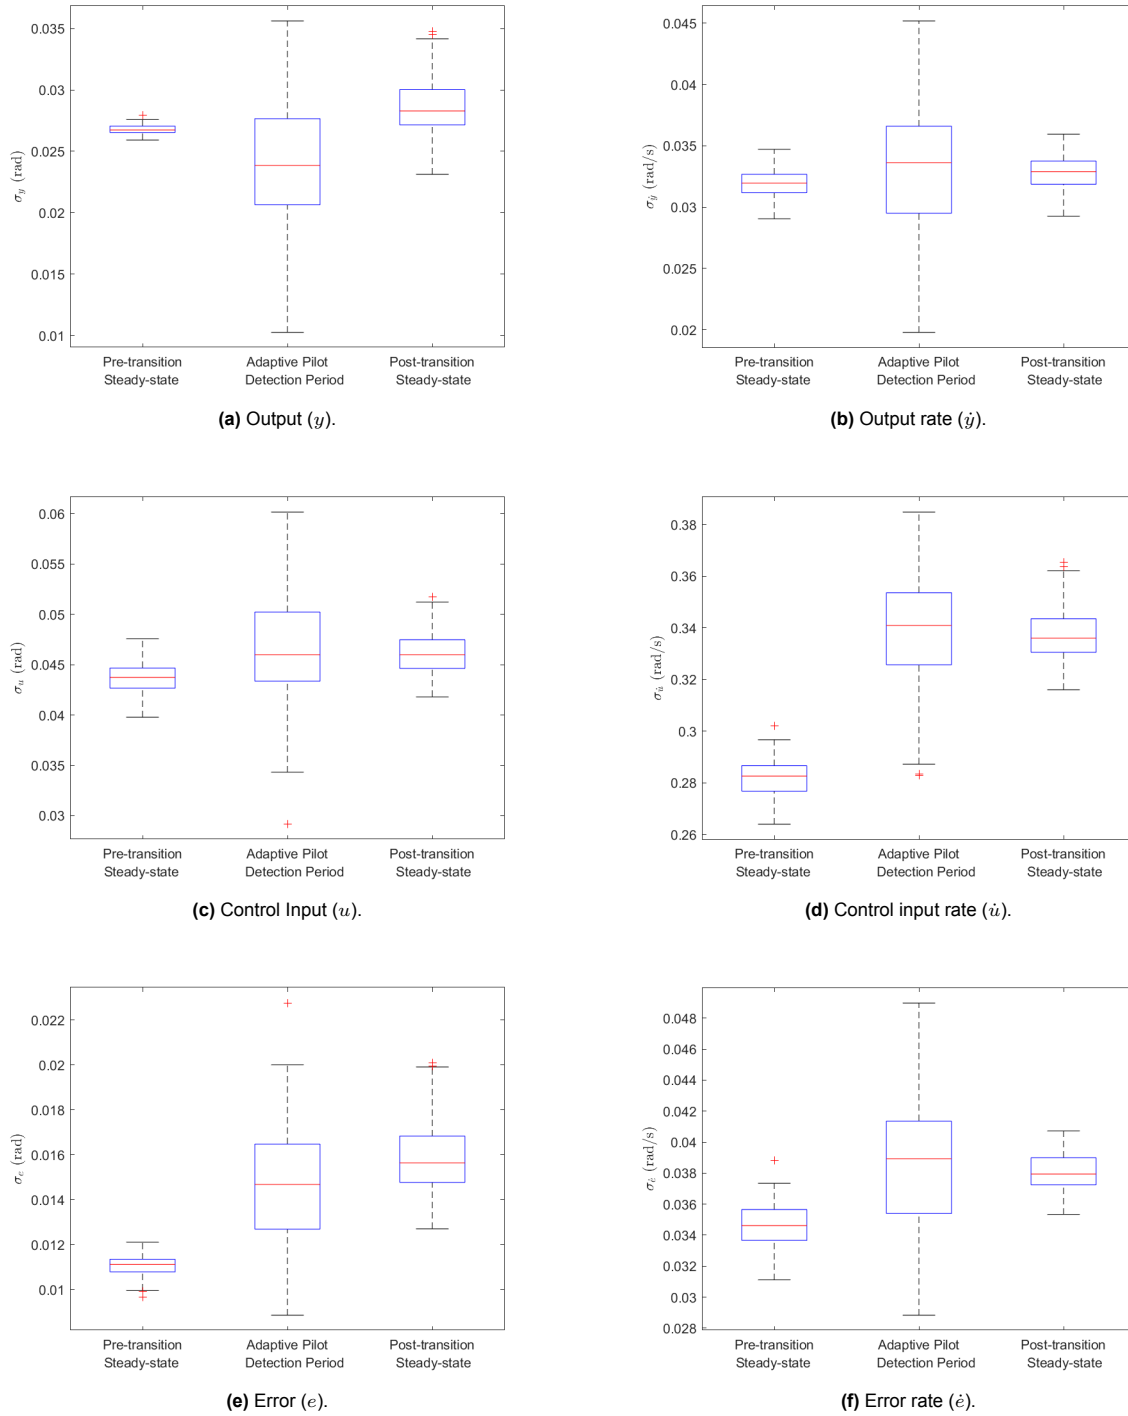 0.035
0.03
0.025
0.02
0.015
0.01
σ_y (rad)
Pre-transition Steady-state
Adaptive Pilot Detection Period
Post-transition Steady-state
(a) Output (y).
0.045
0.04
0.035
0.03
0.025
0.02
σ_ẏ (rad/s)
Pre-transition Steady-state
Adaptive Pilot Detection Period
Post-transition Steady-state
(b) Output rate (ẏ).
0.06
0.055
0.05
0.045
0.04
0.035
0.03
σ_u (rad)
Pre-transition Steady-state
Adaptive Pilot Detection Period
Post-transition Steady-state
(c) Control Input (u).
0.38
0.36
0.34
0.32
0.3
0.28
0.26
σ_u̇ (rad/s)
Pre-transition Steady-state
Adaptive Pilot Detection Period
Post-transition Steady-state
(d) Control input rate (u̇).
0.022
0.02
0.018
0.016
0.014
0.012
0.01
σ_e (rad)
Pre-transition Steady-state
Adaptive Pilot Detection Period
Post-transition Steady-state
(e) Error (e).
0.048
0.046
0.044
0.042
0.04
0.038
0.036
0.034
0.032
0.03
0.028
σ_ė (rad/s)
Pre-transition Steady-state
Adaptive Pilot Detection Period
Post-transition Steady-state
(f) Error rate (ė).